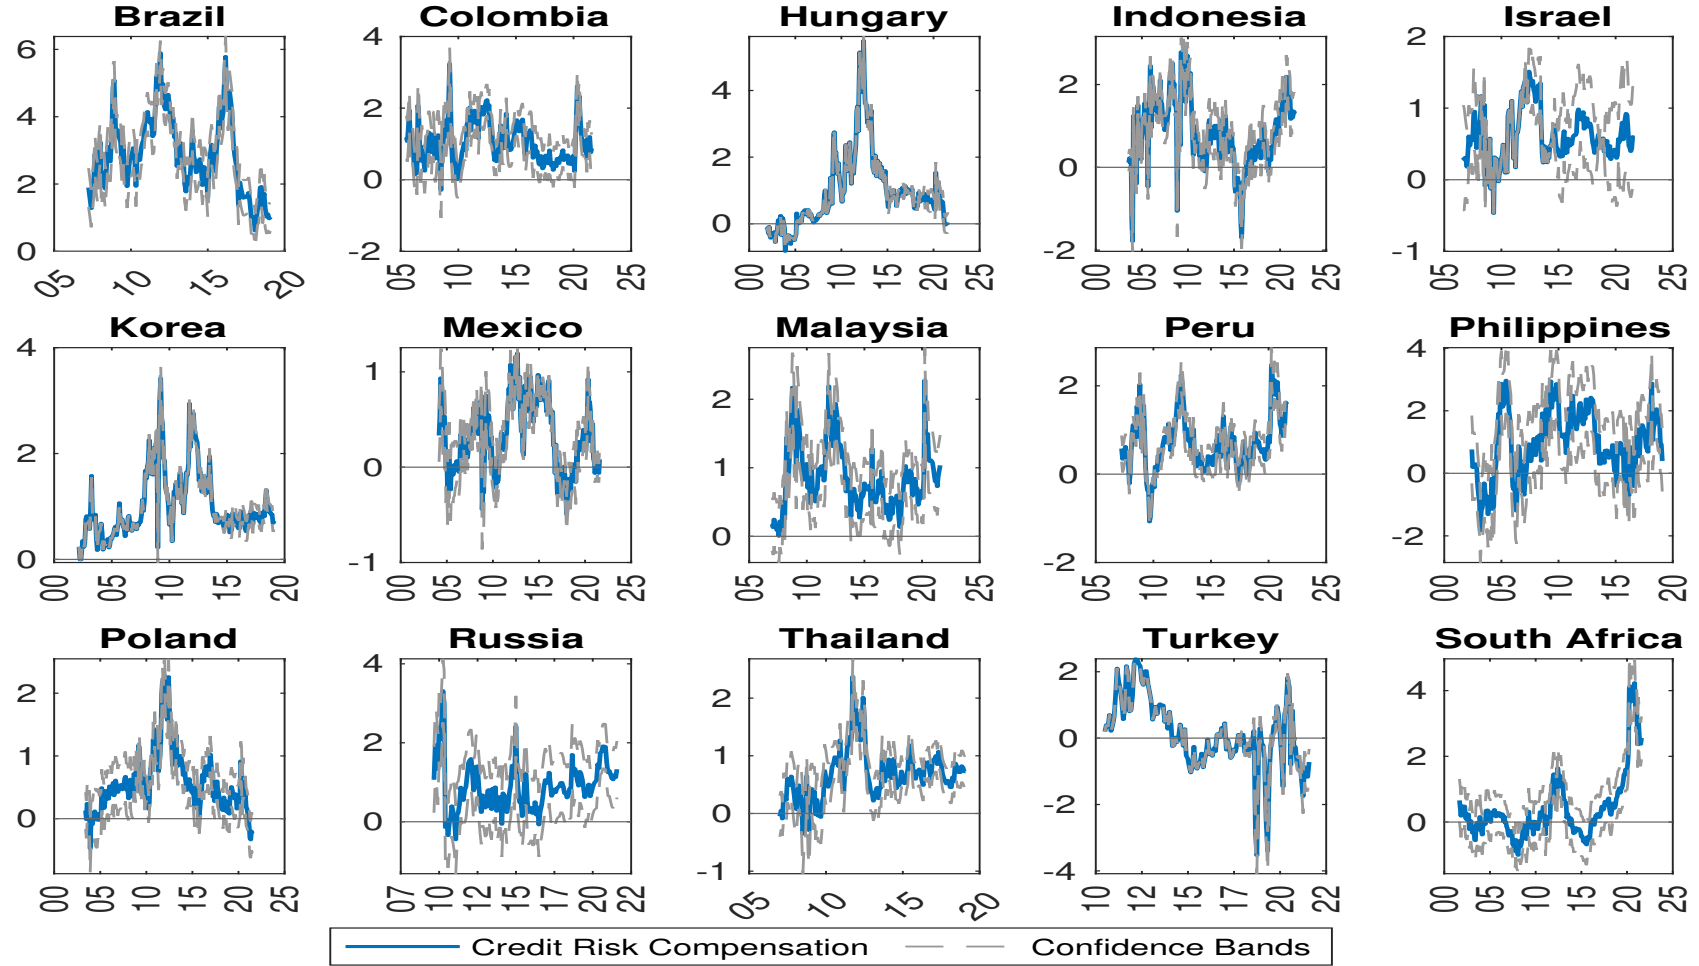 Brazil Colombia Hungary Indonesia Israel
6 4 2 0
05 10 15 20
4 2 0 -2
05 10 15 20 25
4 2 0
00 05 10 15 20 25
2 0 -2
00 05 10 15 20 25
2 1 0 -1
05 10 15 20 25
Korea Mexico Malaysia Peru Philippines
4 2 0
00 05 10 15 20
1 0 -1
00 05 10 15 20 25
2 1 0
05 10 15 20 25
2 0 -2
05 10 15 20 25
4 2 0 -2
00 05 10 15 20
Poland Russia Thailand Turkey South Africa
2 1 0
00 05 10 15 20 25
4 2 0
07 10 12 15 17 20 22
2 1 0 -1
05 10 15 20
2 0 -2 -4
10 12 15 17 20 22
4 2 0
00 05 10 15 20 25
Credit Risk Compensation Confidence Bands